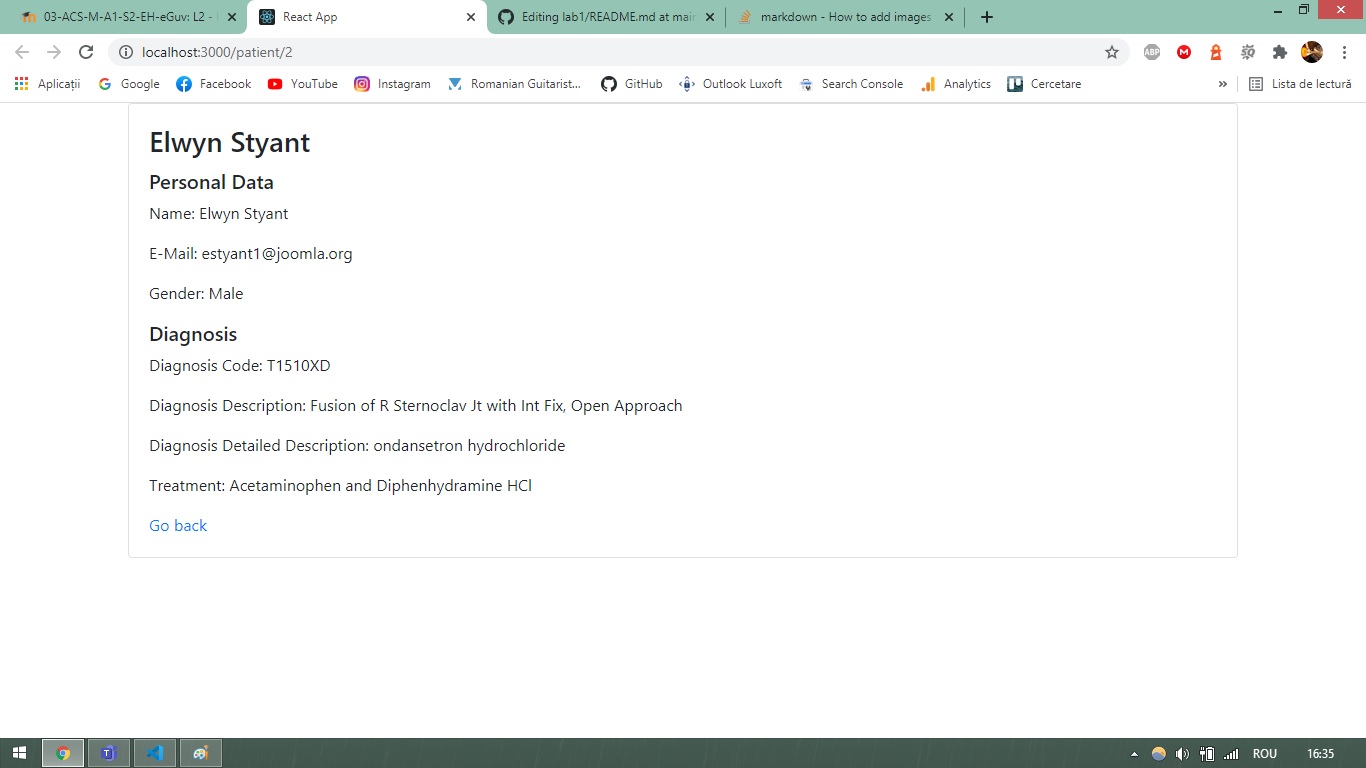 03-ACS-M-A1-S2-EH-eGuv: L2 -
React App
Editing lab1/README.md at mair
markdown - How to add images
localhost:3000/patient/2
ABP
M
Aplicații
Google
Facebook
YouTube
Instagram
Romanian Guitarist...
GitHub
Outlook Luxoft
Search Console
Analytics
Cercetare
»
Lista de lectură
Elwyn Styant
Personal Data
Name: Elwyn Styant
E-Mail: estyant1@joomla.org
Gender: Male
Diagnosis
Diagnosis Code: T1510XD
Diagnosis Description: Fusion of R Sternoclav Jt with Int Fix, Open Approach
Diagnosis Detailed Description: ondansetron hydrochloride
Treatment: Acetaminophen and Diphenhydramine HCl
Go back
ROU
16:35